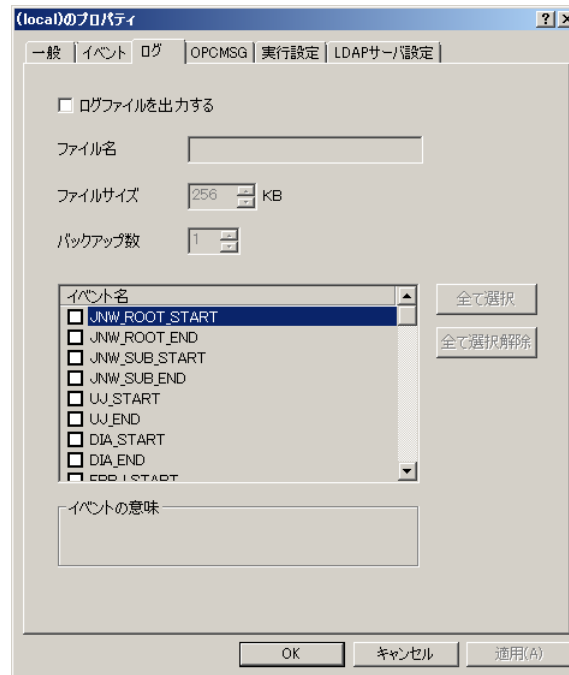 (local)のプロパティ
一般 イベント ログ OPCMSG 実行設定 LDAPサーバ設定
ログファイルを出力する
ファイル名
ファイルサイズ 256 KB
バックアップ数 1
イベント名
JNW_ROOT_START
JNW_ROOT_END
JNW_SUB_START
JNW_SUB_END
UJ_START
UJ_END
DIA_START
DIA_END
全て選択
全て選択解除
イベントの意味
OK キャンセル 適用(A)